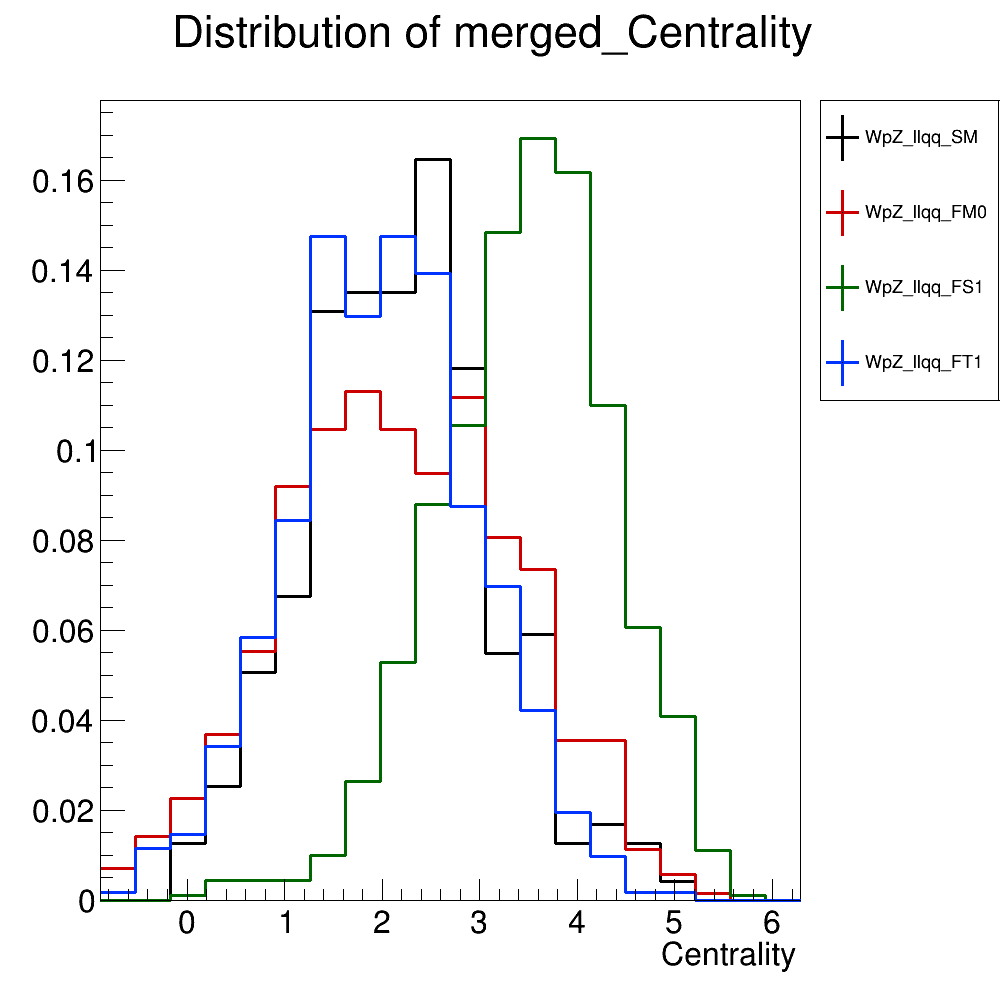 Distribution of merged_Centrality
WpZ_llqq_SM
WpZ_llqq_FM0
WpZ_llqq_FS1
WpZ_llqq_FT1
0.16
0.14
0.12
0.1
0.08
0.06
0.04
0.02
0
0 1 2 3 4 5 6
Centrality